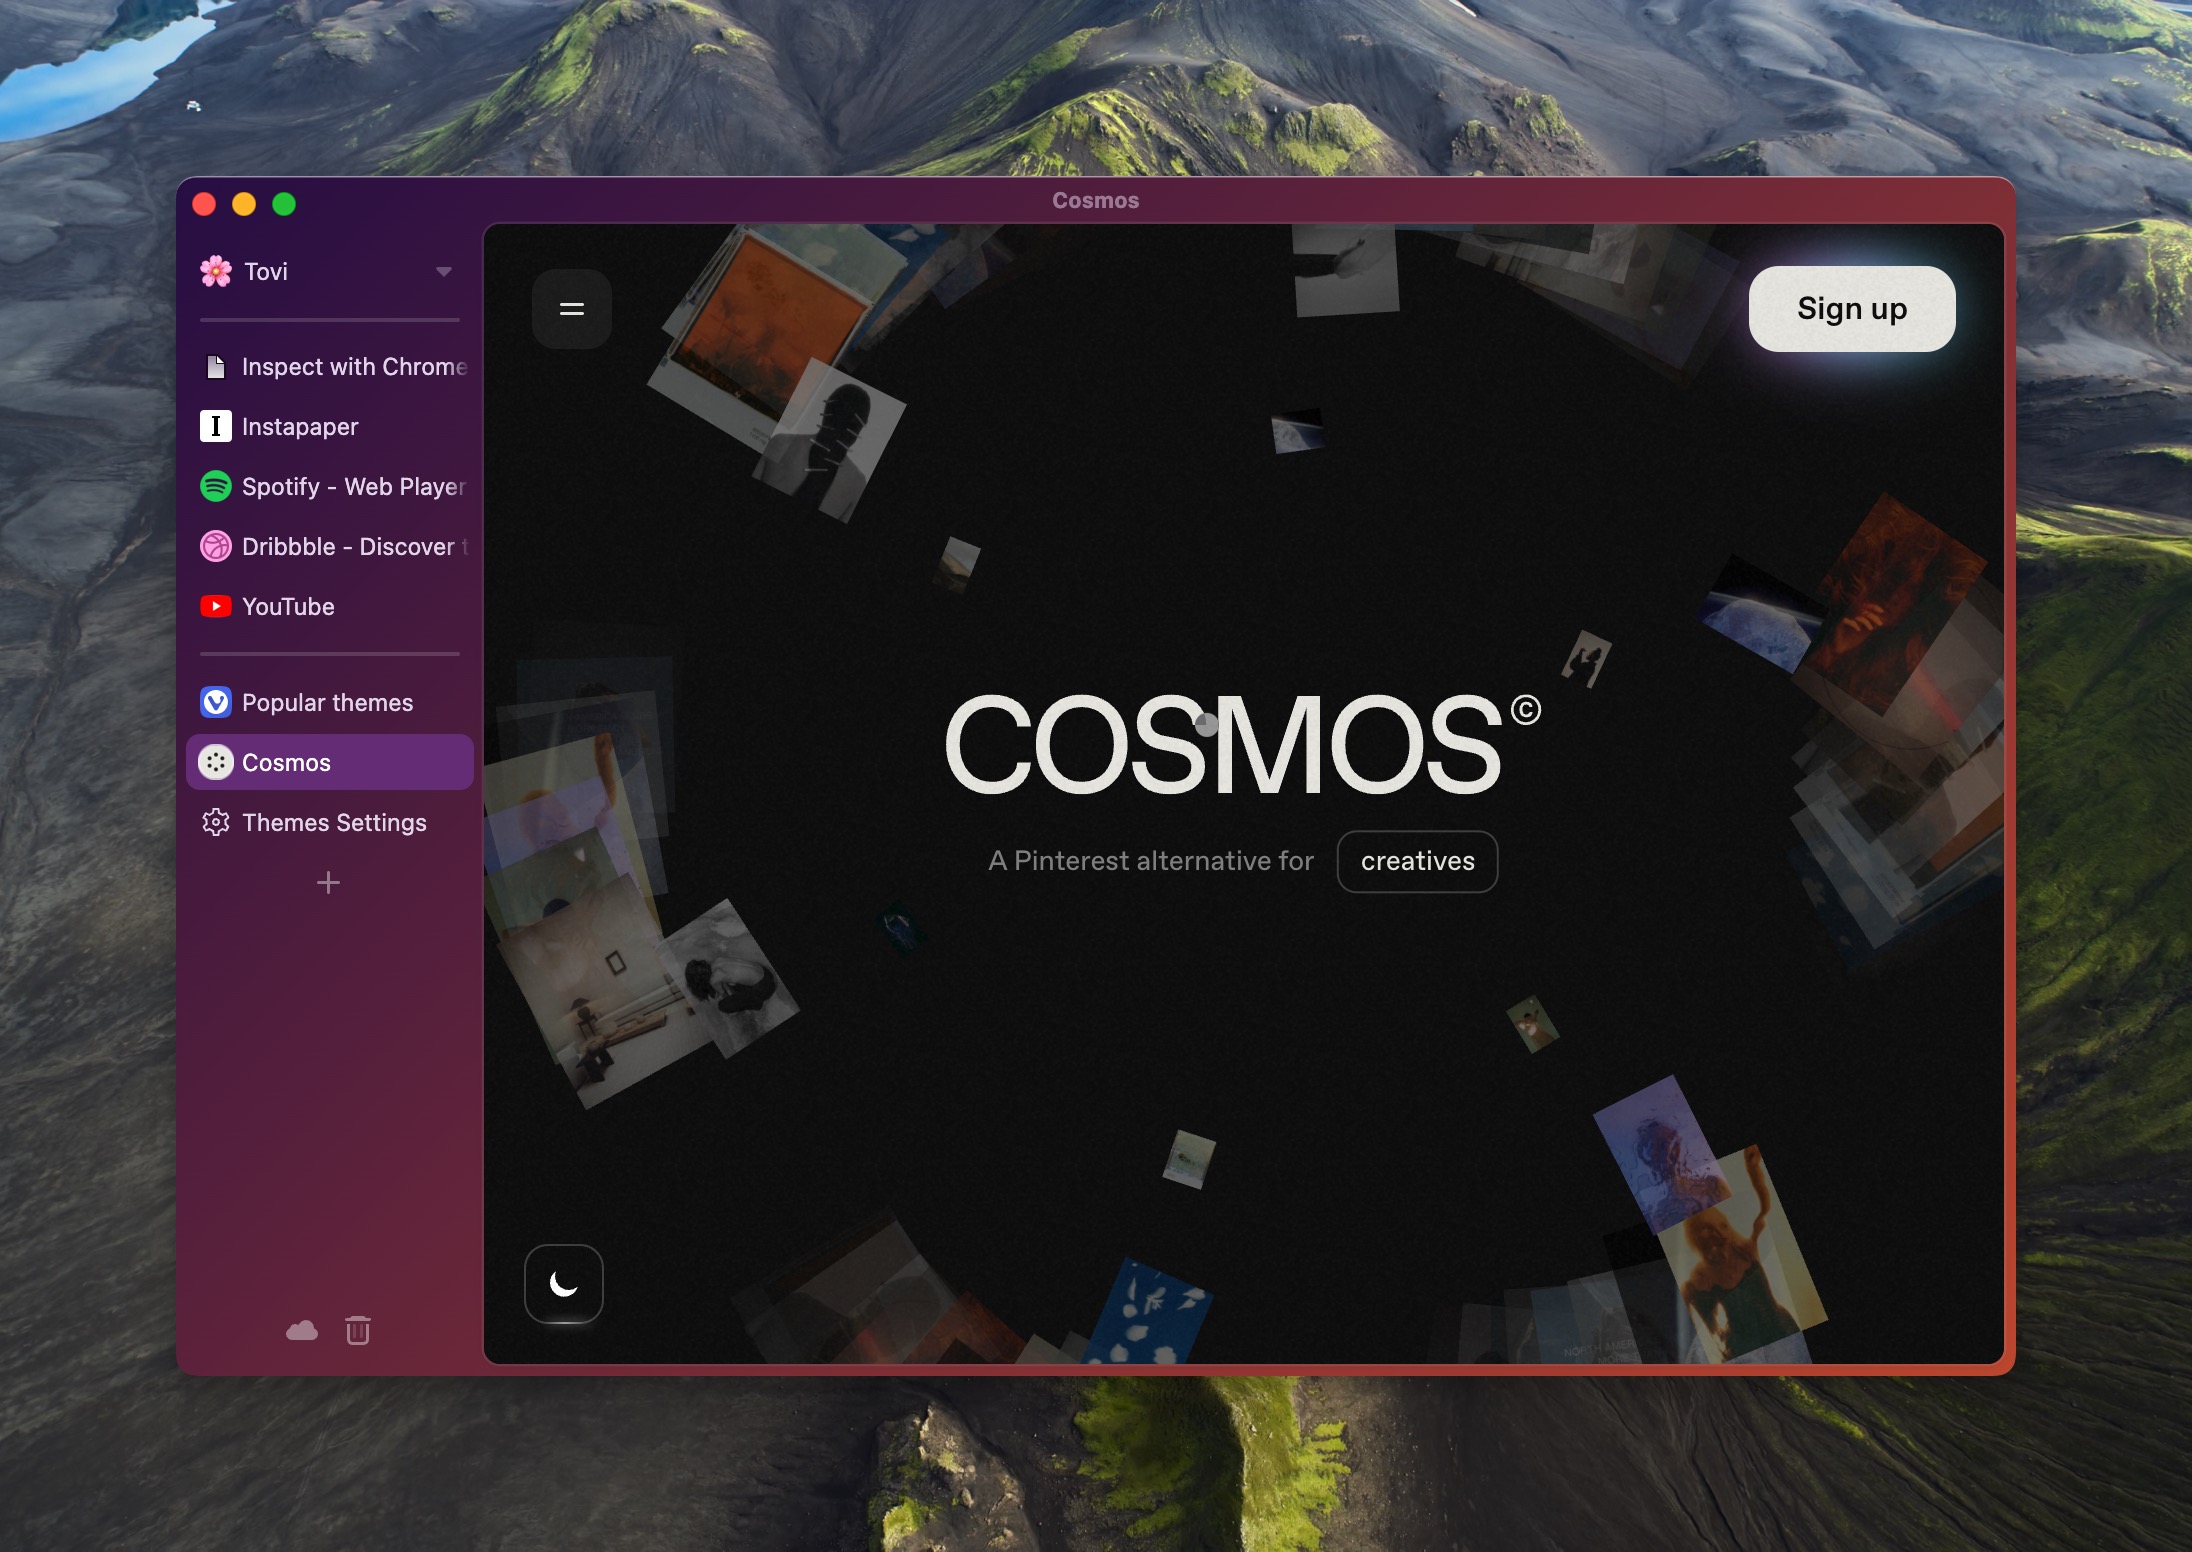 Cosmos
Tovi
Inspect with Chrome
Instapaper
Spotify - Web Player
Dribbble - Discover t
YouTube
Popular themes
Cosmos
Themes Settings
Sign up
COSMOS©
A Pinterest alternative for creatives